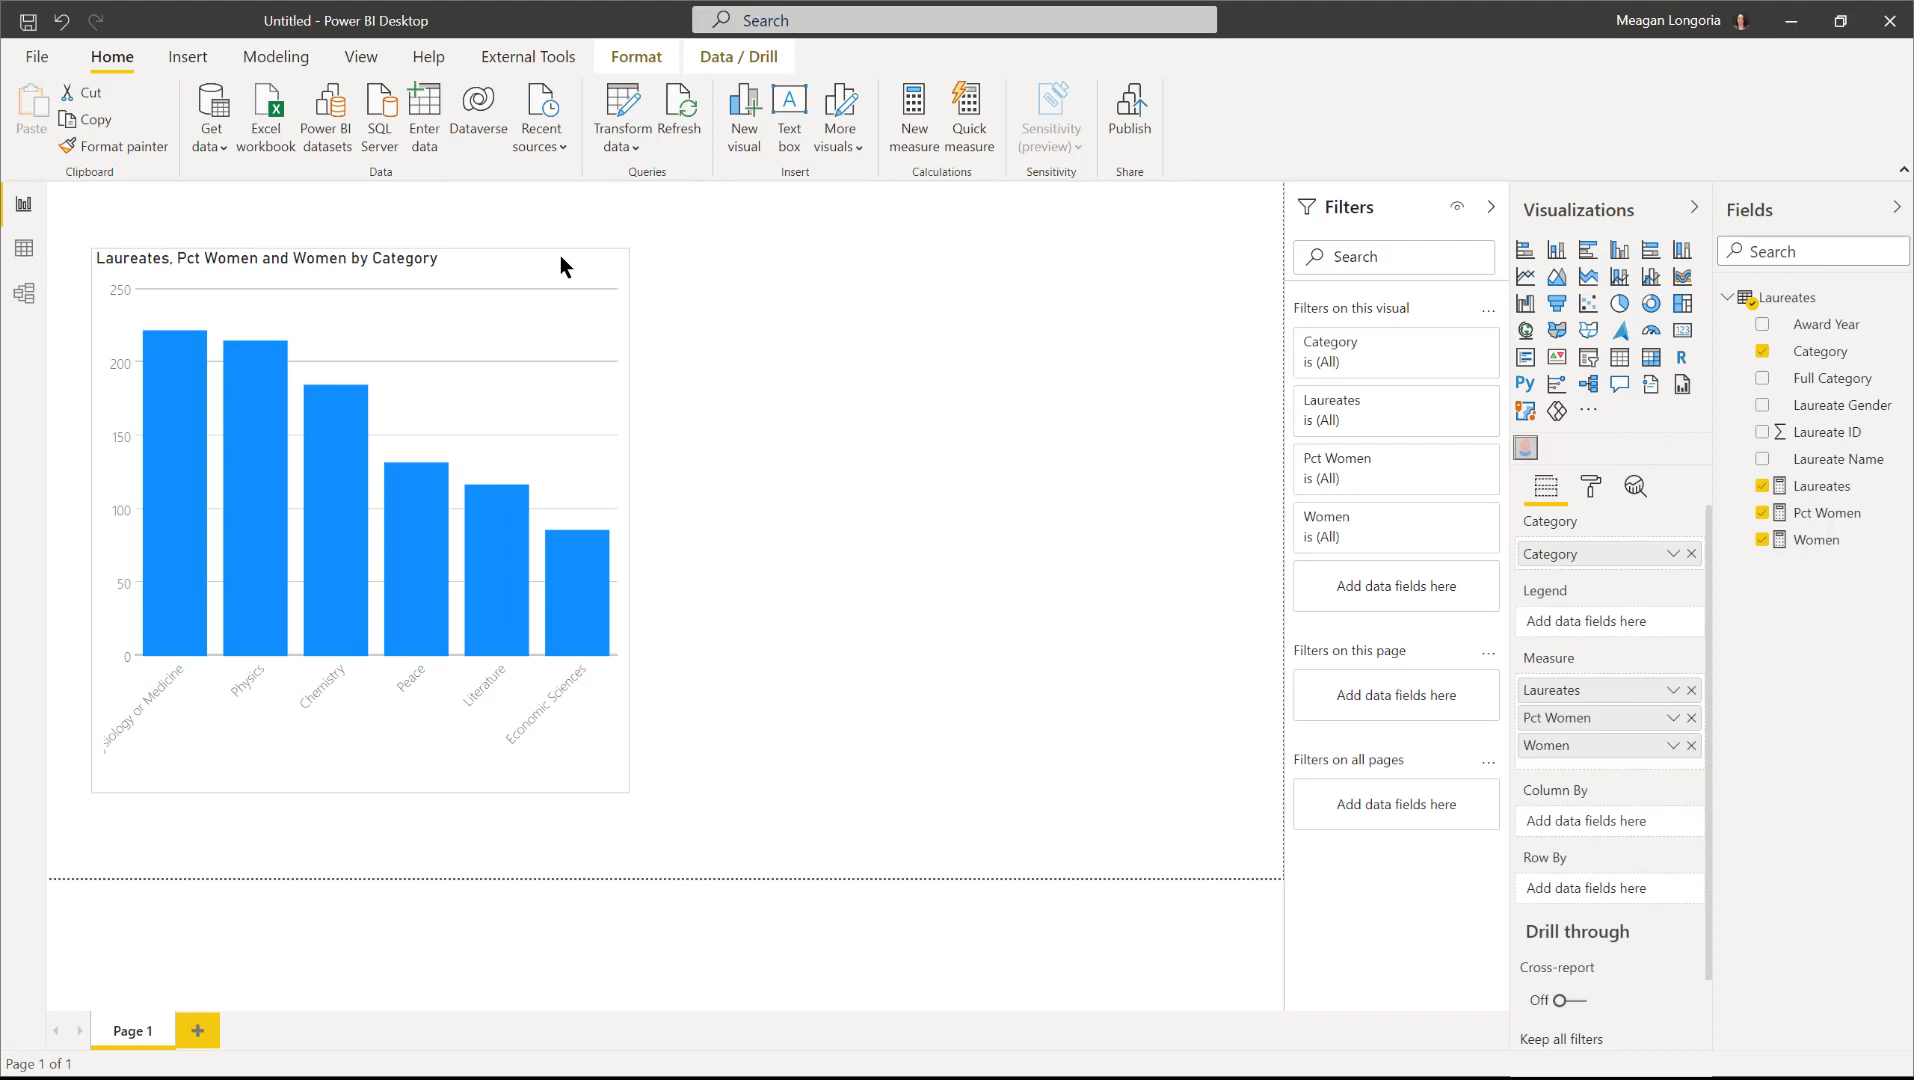 Untitled - Power BI Desktop
Search
Meagan Longoria
File
Home
Insert
Modeling
View
Help
External Tools
Format
Data / Drill
Paste
Cut
Copy
Format painter
Clipboard
Get data
Excel workbook
Power BI datasets
SQL Server
Enter data
Dataverse
Recent sources
Data
Transform data
Refresh
Queries
New visual
Text box
More visuals
Insert
New measure
Quick measure
Calculations
Sensitivity (preview)
Sensitivity
Publish
Share
Laureates, Pct Women and Women by Category
250
200
150
100
50
0
siology or Medicine
Physics
Chemistry
Peace
Literature
Economic Sciences
Filters
Search
Filters on this visual
...
Category
is (All)
Laureates
is (All)
Pct Women
is (All)
Women
is (All)
Add data fields here
Filters on this page
...
Add data fields here
Filters on all pages
...
Add data fields here
Visualizations
123
R
Py
...
Category
Category
Legend
Add data fields here
Measure
Laureates
Pct Women
Women
Column By
Add data fields here
Row By
Add data fields here
Drill through
Cross-report
Off
Keep all filters
Fields
Search
Laureates
Award Year
Category
Full Category
Laureate Gender
Σ Laureate ID
Laureate Name
Laureates
Pct Women
Women
Page 1
+
Page 1 of 1